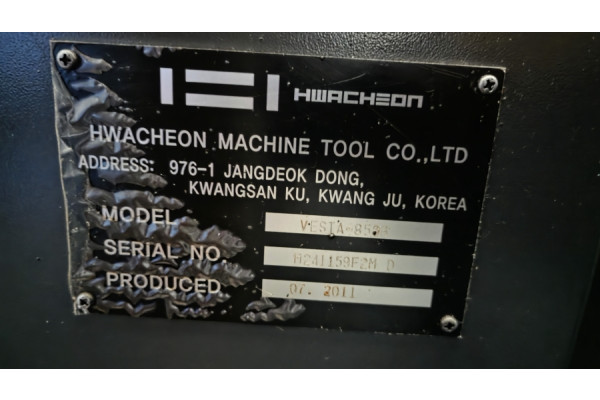 HWACHEON
HWACHEON MACHINE TOOL CO.,LTD
ADDRESS: 976-1 JANGDEOK DONG,
KWANGSAN KU, KWANG JU, KOREA
MODEL
SERIAL NO.
PRODUCED 07. 2011